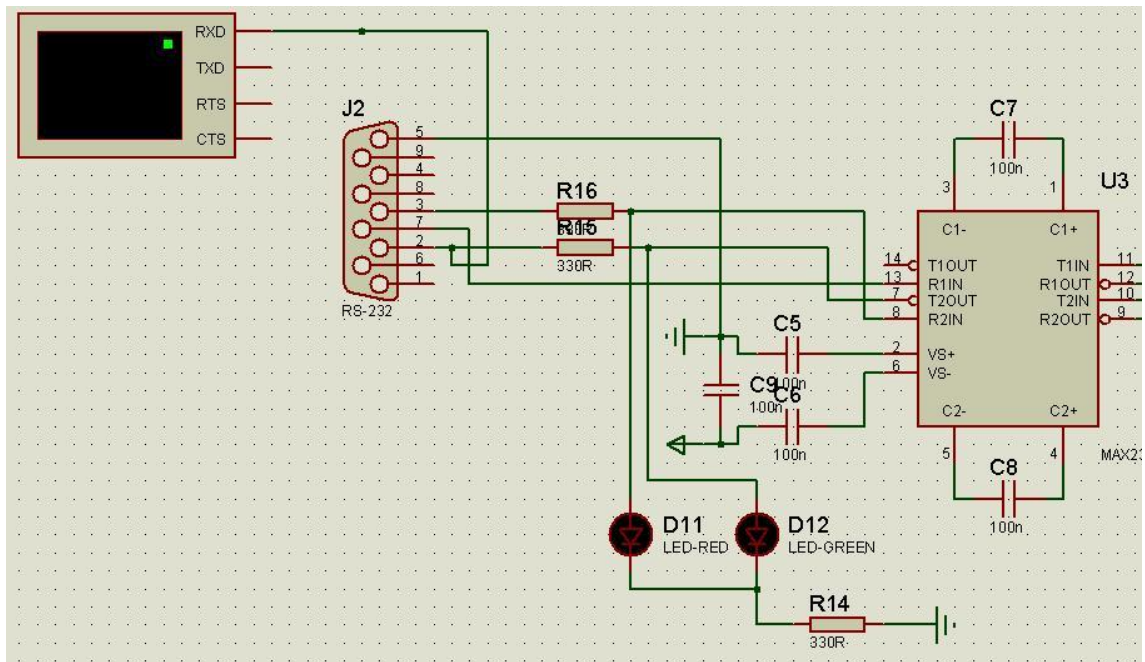 RXD
TXD
RTS
CTS
J2
5
9
4
8
3
7
2
6
1
RS-232
R16
R15
330R
C7
100n
3
1
U3
C1-
C1+
14
T1OUT
T1IN
11
13
R1IN
R1OUT
12
7
T2OUT
T2IN
10
8
R2IN
R2OUT
9
2
VS+
6
VS-
C2-
C2+
5
4
MAX23
C5
100n
C9
100n
C6
100n
C8
100n
D11
LED-RED
D12
LED-GREEN
R14
330R